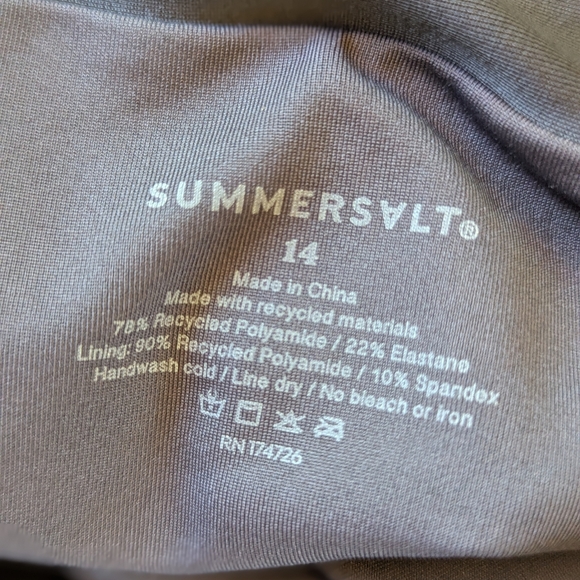 SUMMERSALT®
14
Made in China
Made with recycled materials
78% Recycled Polyamide / 22% Elastane
Lining: 90% Recycled Polyamide / 10% Spandex
Handwash cold / Line dry / No bleach or iron
RN 174726